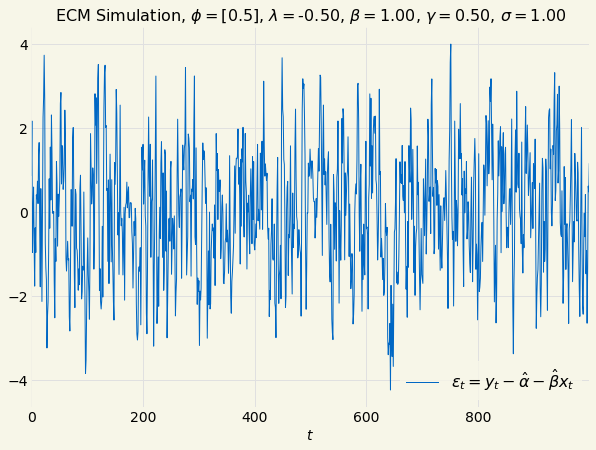 ECM Simulation, $\phi = [0.5]$, $\lambda = $-0.50, $\beta = 1.00$, $\gamma = 0.50$, $\sigma = 1.00$
4
2
0
−2
−4
$\varepsilon_t = y_t - \hat{\alpha} - \hat{\beta} x_t$
0 200 400 600 800
t